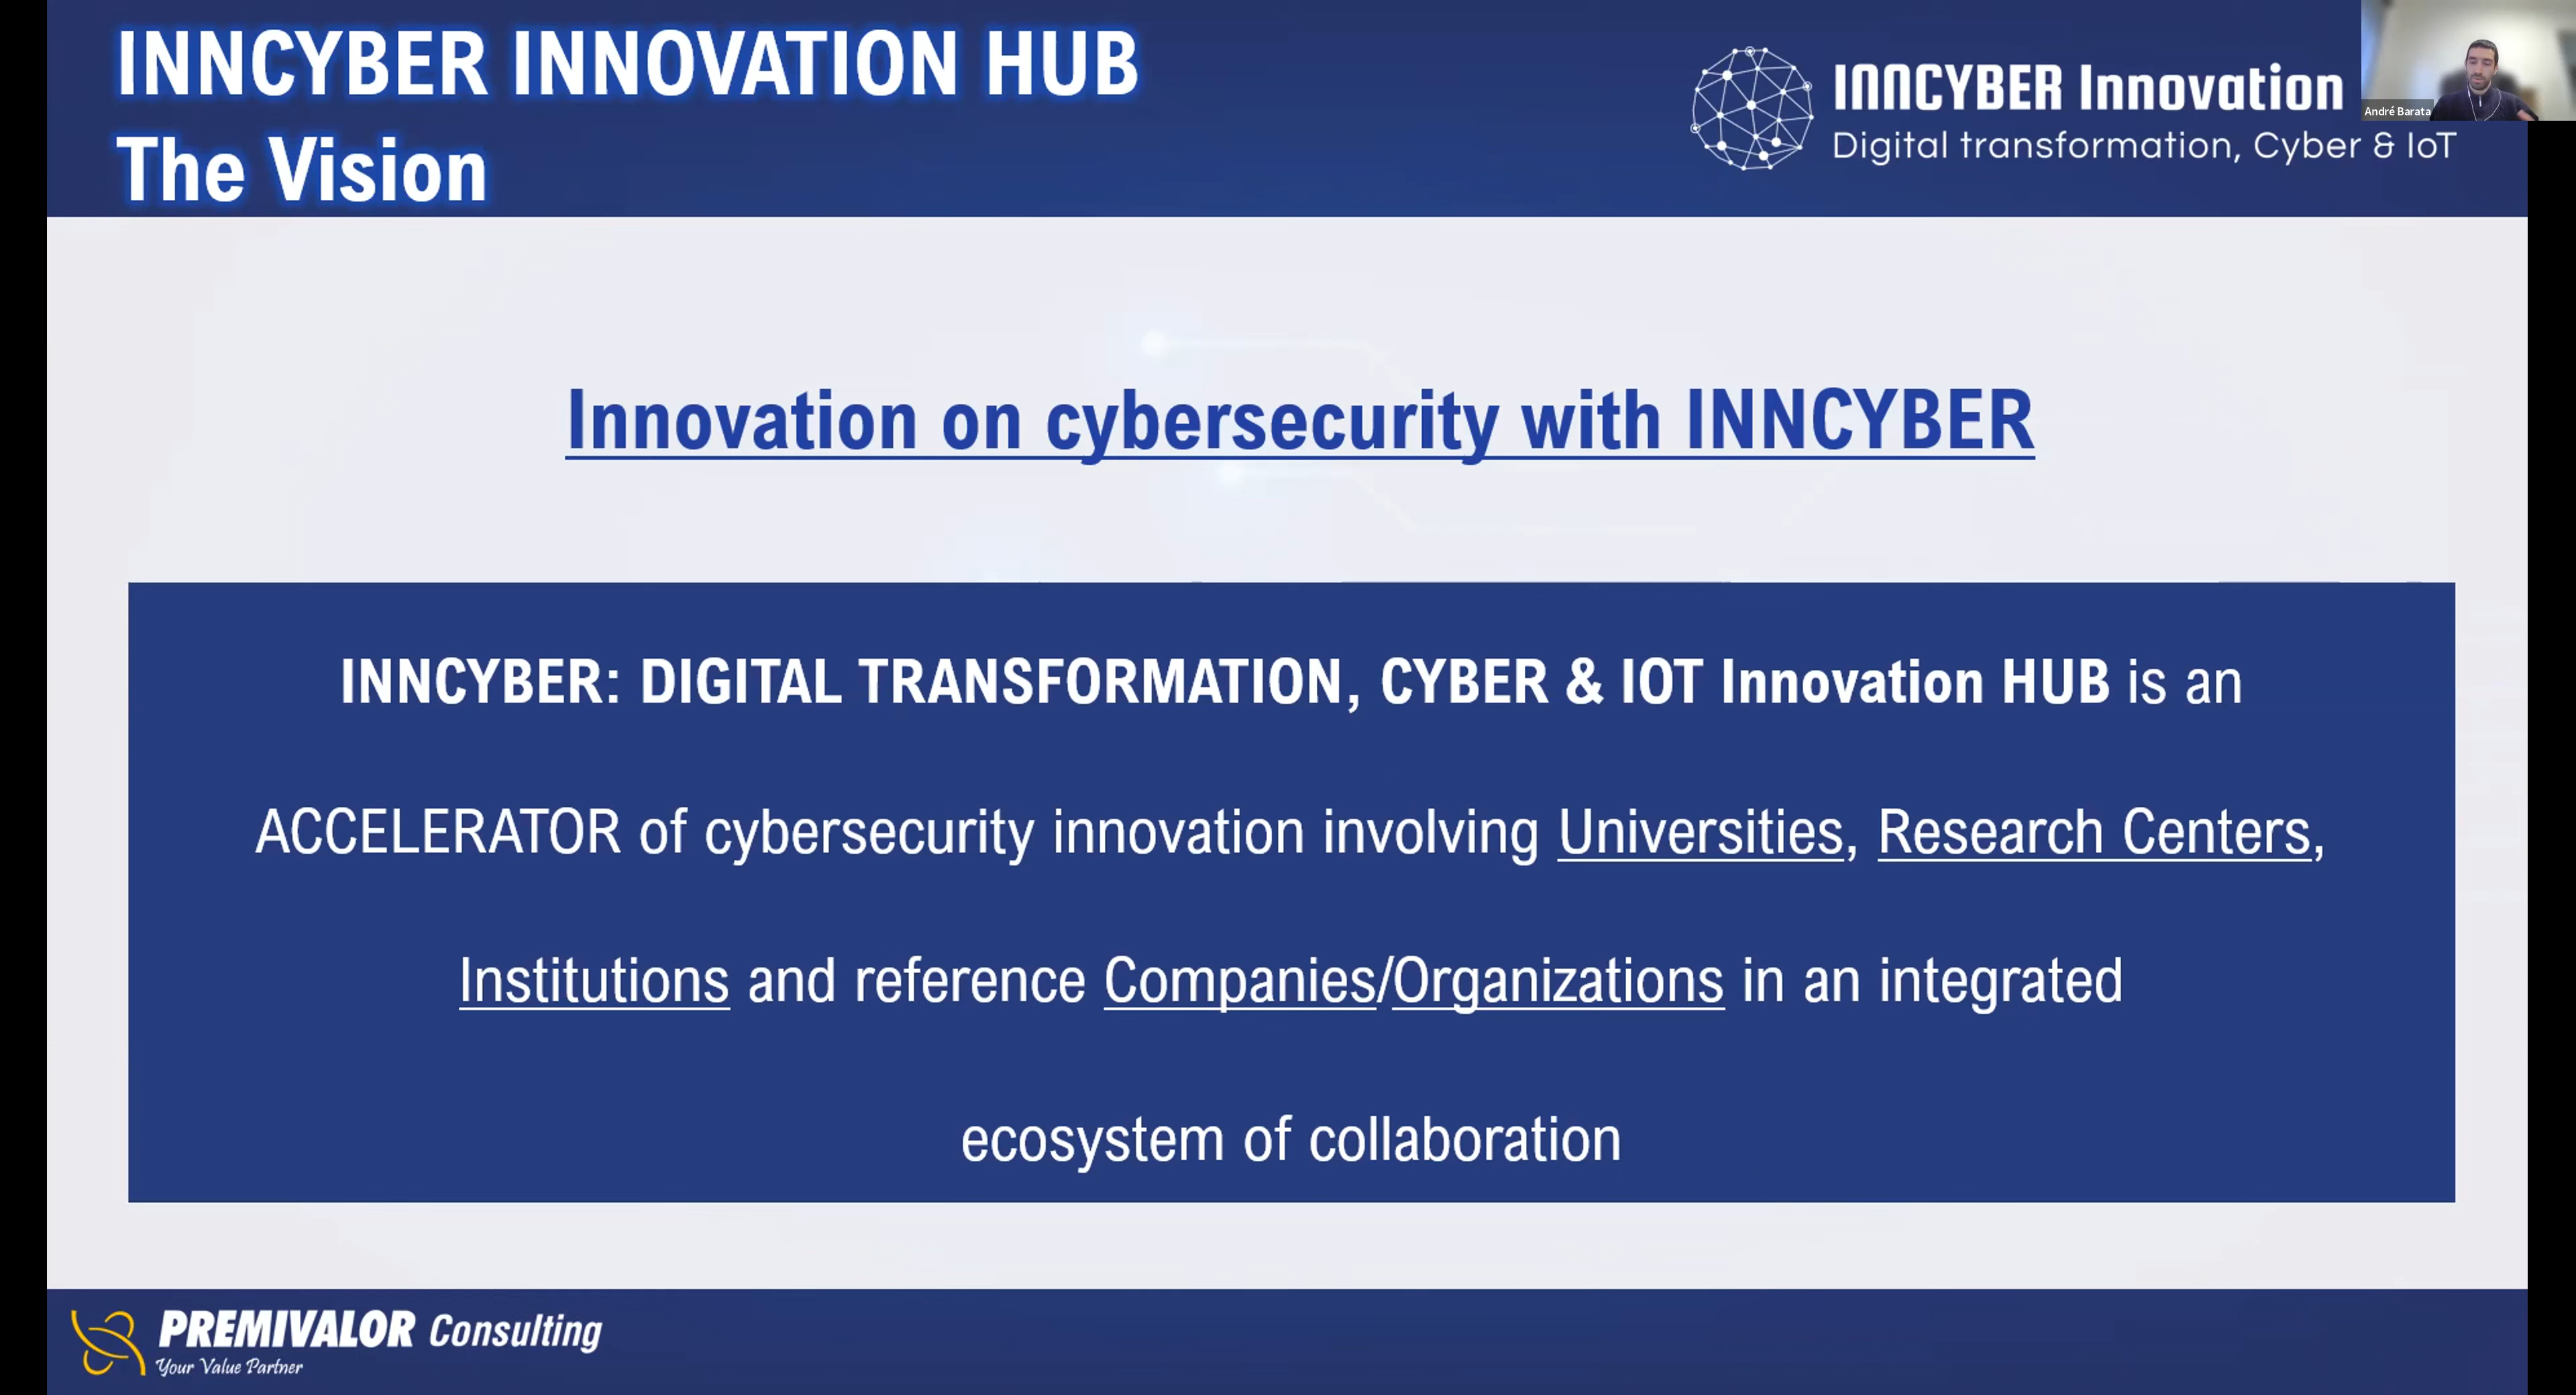 INNCYBER INNOVATION HUB
The Vision
INNCYBER Innovation
Digital transformation, Cyber & IoT
André Barata
Innovation on cybersecurity with INNCYBER
INNCYBER: DIGITAL TRANSFORMATION, CYBER & IOT Innovation HUB is an
ACCELERATOR of cybersecurity innovation involving Universities, Research Centers,
Institutions and reference Companies/Organizations in an integrated
ecosystem of collaboration
PREMIVALOR Consulting
Your Value Partner